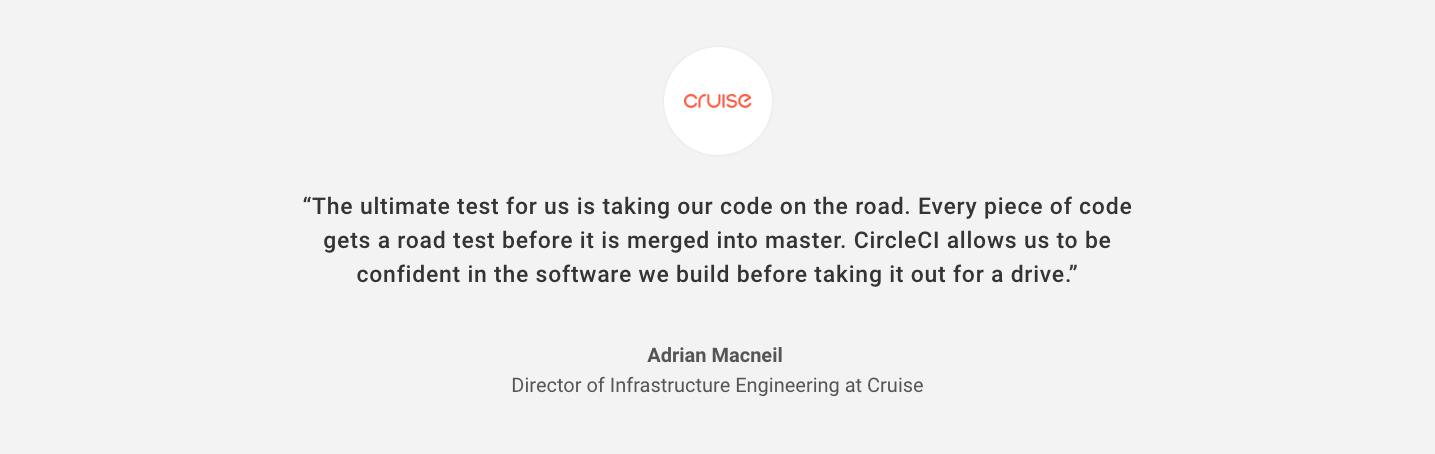 cruise
“The ultimate test for us is taking our code on the road. Every piece of code
gets a road test before it is merged into master. CircleCI allows us to be
confident in the software we build before taking it out for a drive.”
Adrian Macneil
Director of Infrastructure Engineering at Cruise